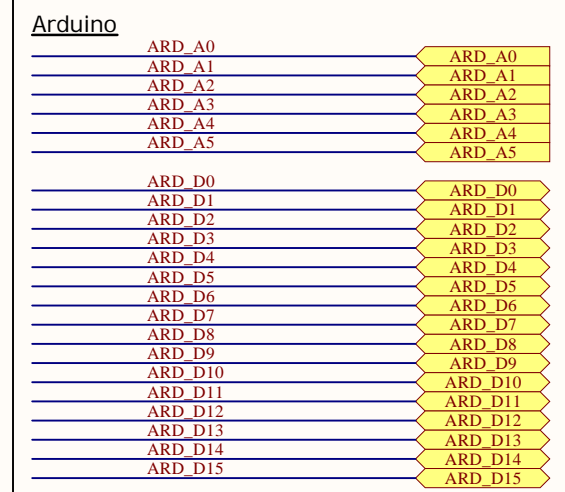 Arduino
ARD_A0 ARD_A0
ARD_A1 ARD_A1
ARD_A2 ARD_A2
ARD_A3 ARD_A3
ARD_A4 ARD_A4
ARD_A5 ARD_A5
ARD_D0 ARD_D0
ARD_D1 ARD_D1
ARD_D2 ARD_D2
ARD_D3 ARD_D3
ARD_D4 ARD_D4
ARD_D5 ARD_D5
ARD_D6 ARD_D6
ARD_D7 ARD_D7
ARD_D8 ARD_D8
ARD_D9 ARD_D9
ARD_D10 ARD_D10
ARD_D11 ARD_D11
ARD_D12 ARD_D12
ARD_D13 ARD_D13
ARD_D14 ARD_D14
ARD_D15 ARD_D15